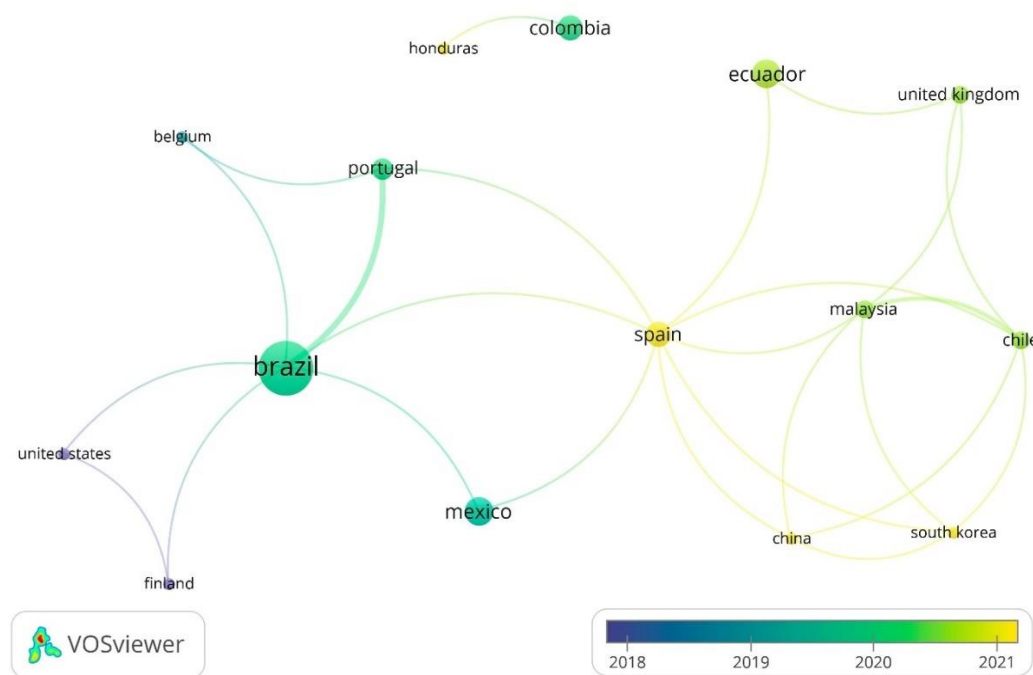 colombia
honduras
ecuador
united kingdom
belgium
portugal
malaysia
spain
chile
brazil
united states
mexico
china
south korea
finland
VOSviewer
2018 2019 2020 2021